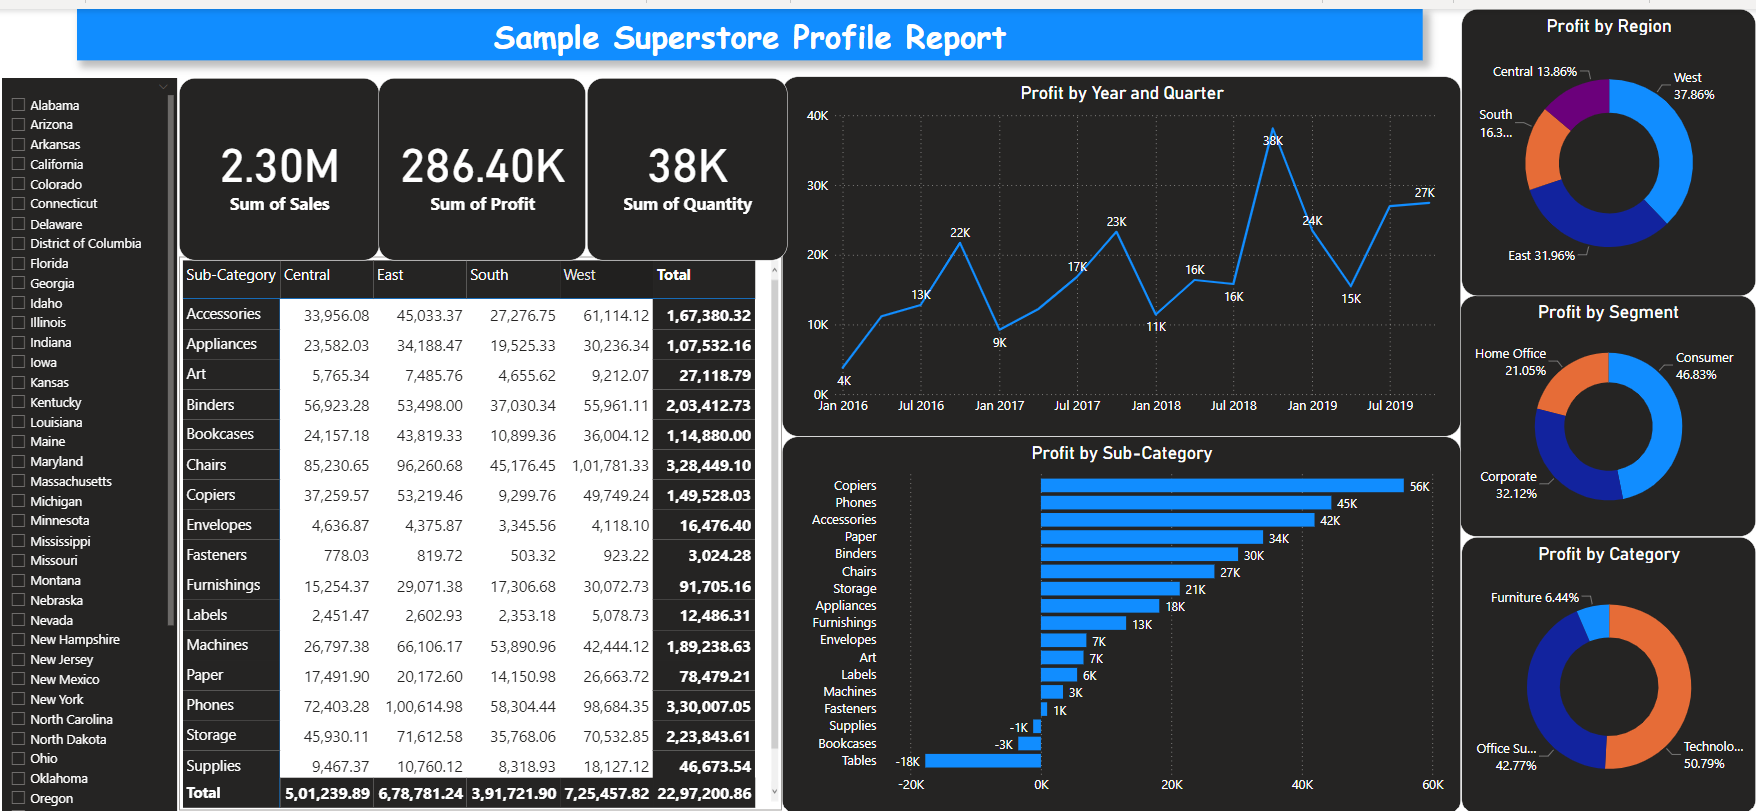 Sample Superstore Profile Report
Alabama
Arizona
Arkansas
California
Colorado
Connecticut
Delaware
District of Columbia
Florida
Georgia
Idaho
Illinois
Indiana
Iowa
Kansas
Kentucky
Louisiana
Maine
Maryland
Massachusetts
Michigan
Minnesota
Mississippi
Missouri
Montana
Nebraska
Nevada
New Hampshire
New Jersey
New Mexico
New York
North Carolina
North Dakota
Ohio
Oklahoma
Oregon
2.30M
Sum of Sales
286.40K
Sum of Profit
38K
Sum of Quantity
Sub-Category Central East South West Total
Accessories 33,956.08 45,033.37 27,276.75 61,114.12 1,67,380.32
Appliances 23,582.03 34,188.47 19,525.33 30,236.34 1,07,532.16
Art 5,765.34 7,485.76 4,655.62 9,212.07 27,118.79
Binders 56,923.28 53,498.00 37,030.34 55,961.11 2,03,412.73
Bookcases 24,157.18 43,819.33 10,899.36 36,004.12 1,14,880.00
Chairs 85,230.65 96,260.68 45,176.45 1,01,781.33 3,28,449.10
Copiers 37,259.57 53,219.46 9,299.76 49,749.24 1,49,528.03
Envelopes 4,636.87 4,375.87 3,345.56 4,118.10 16,476.40
Fasteners 778.03 819.72 503.32 923.22 3,024.28
Furnishings 15,254.37 29,071.38 17,306.68 30,072.73 91,705.16
Labels 2,451.47 2,602.93 2,353.18 5,078.73 12,486.31
Machines 26,797.38 66,106.17 53,890.96 42,444.12 1,89,238.63
Paper 17,491.90 20,172.60 14,150.98 26,663.72 78,479.21
Phones 72,403.28 1,00,614.98 58,304.44 98,684.35 3,30,007.05
Storage 45,930.11 71,612.58 35,768.06 70,532.85 2,23,843.61
Supplies 9,467.37 10,760.12 8,318.93 18,127.12 46,673.54
Total 5,01,239.89 6,78,781.24 3,91,721.90 7,25,457.82 22,97,200.86
Profit by Year and Quarter
40K
30K
20K
10K
0K
4K
13K
22K
9K
17K
23K
11K
16K
16K
38K
24K
15K
27K
Jan 2016 Jul 2016 Jan 2017 Jul 2017 Jan 2018 Jul 2018 Jan 2019 Jul 2019
Profit by Sub-Category
Copiers 56K
Phones 45K
Accessories 42K
Paper 34K
Binders 30K
Chairs 27K
Storage 21K
Appliances 18K
Furnishings 13K
Envelopes 7K
Art 7K
Labels 6K
Machines 3K
Fasteners 1K
Supplies -1K
Bookcases -3K
Tables -18K
-20K 0K 20K 40K 60K
Profit by Region
Central 13.86%
West
37.86%
South
16.3...
East 31.96%
Profit by Segment
Home Office
21.05%
Consumer
46.83%
Corporate
32.12%
Profit by Category
Furniture 6.44%
Office Su...
42.77%
Technolo...
50.79%